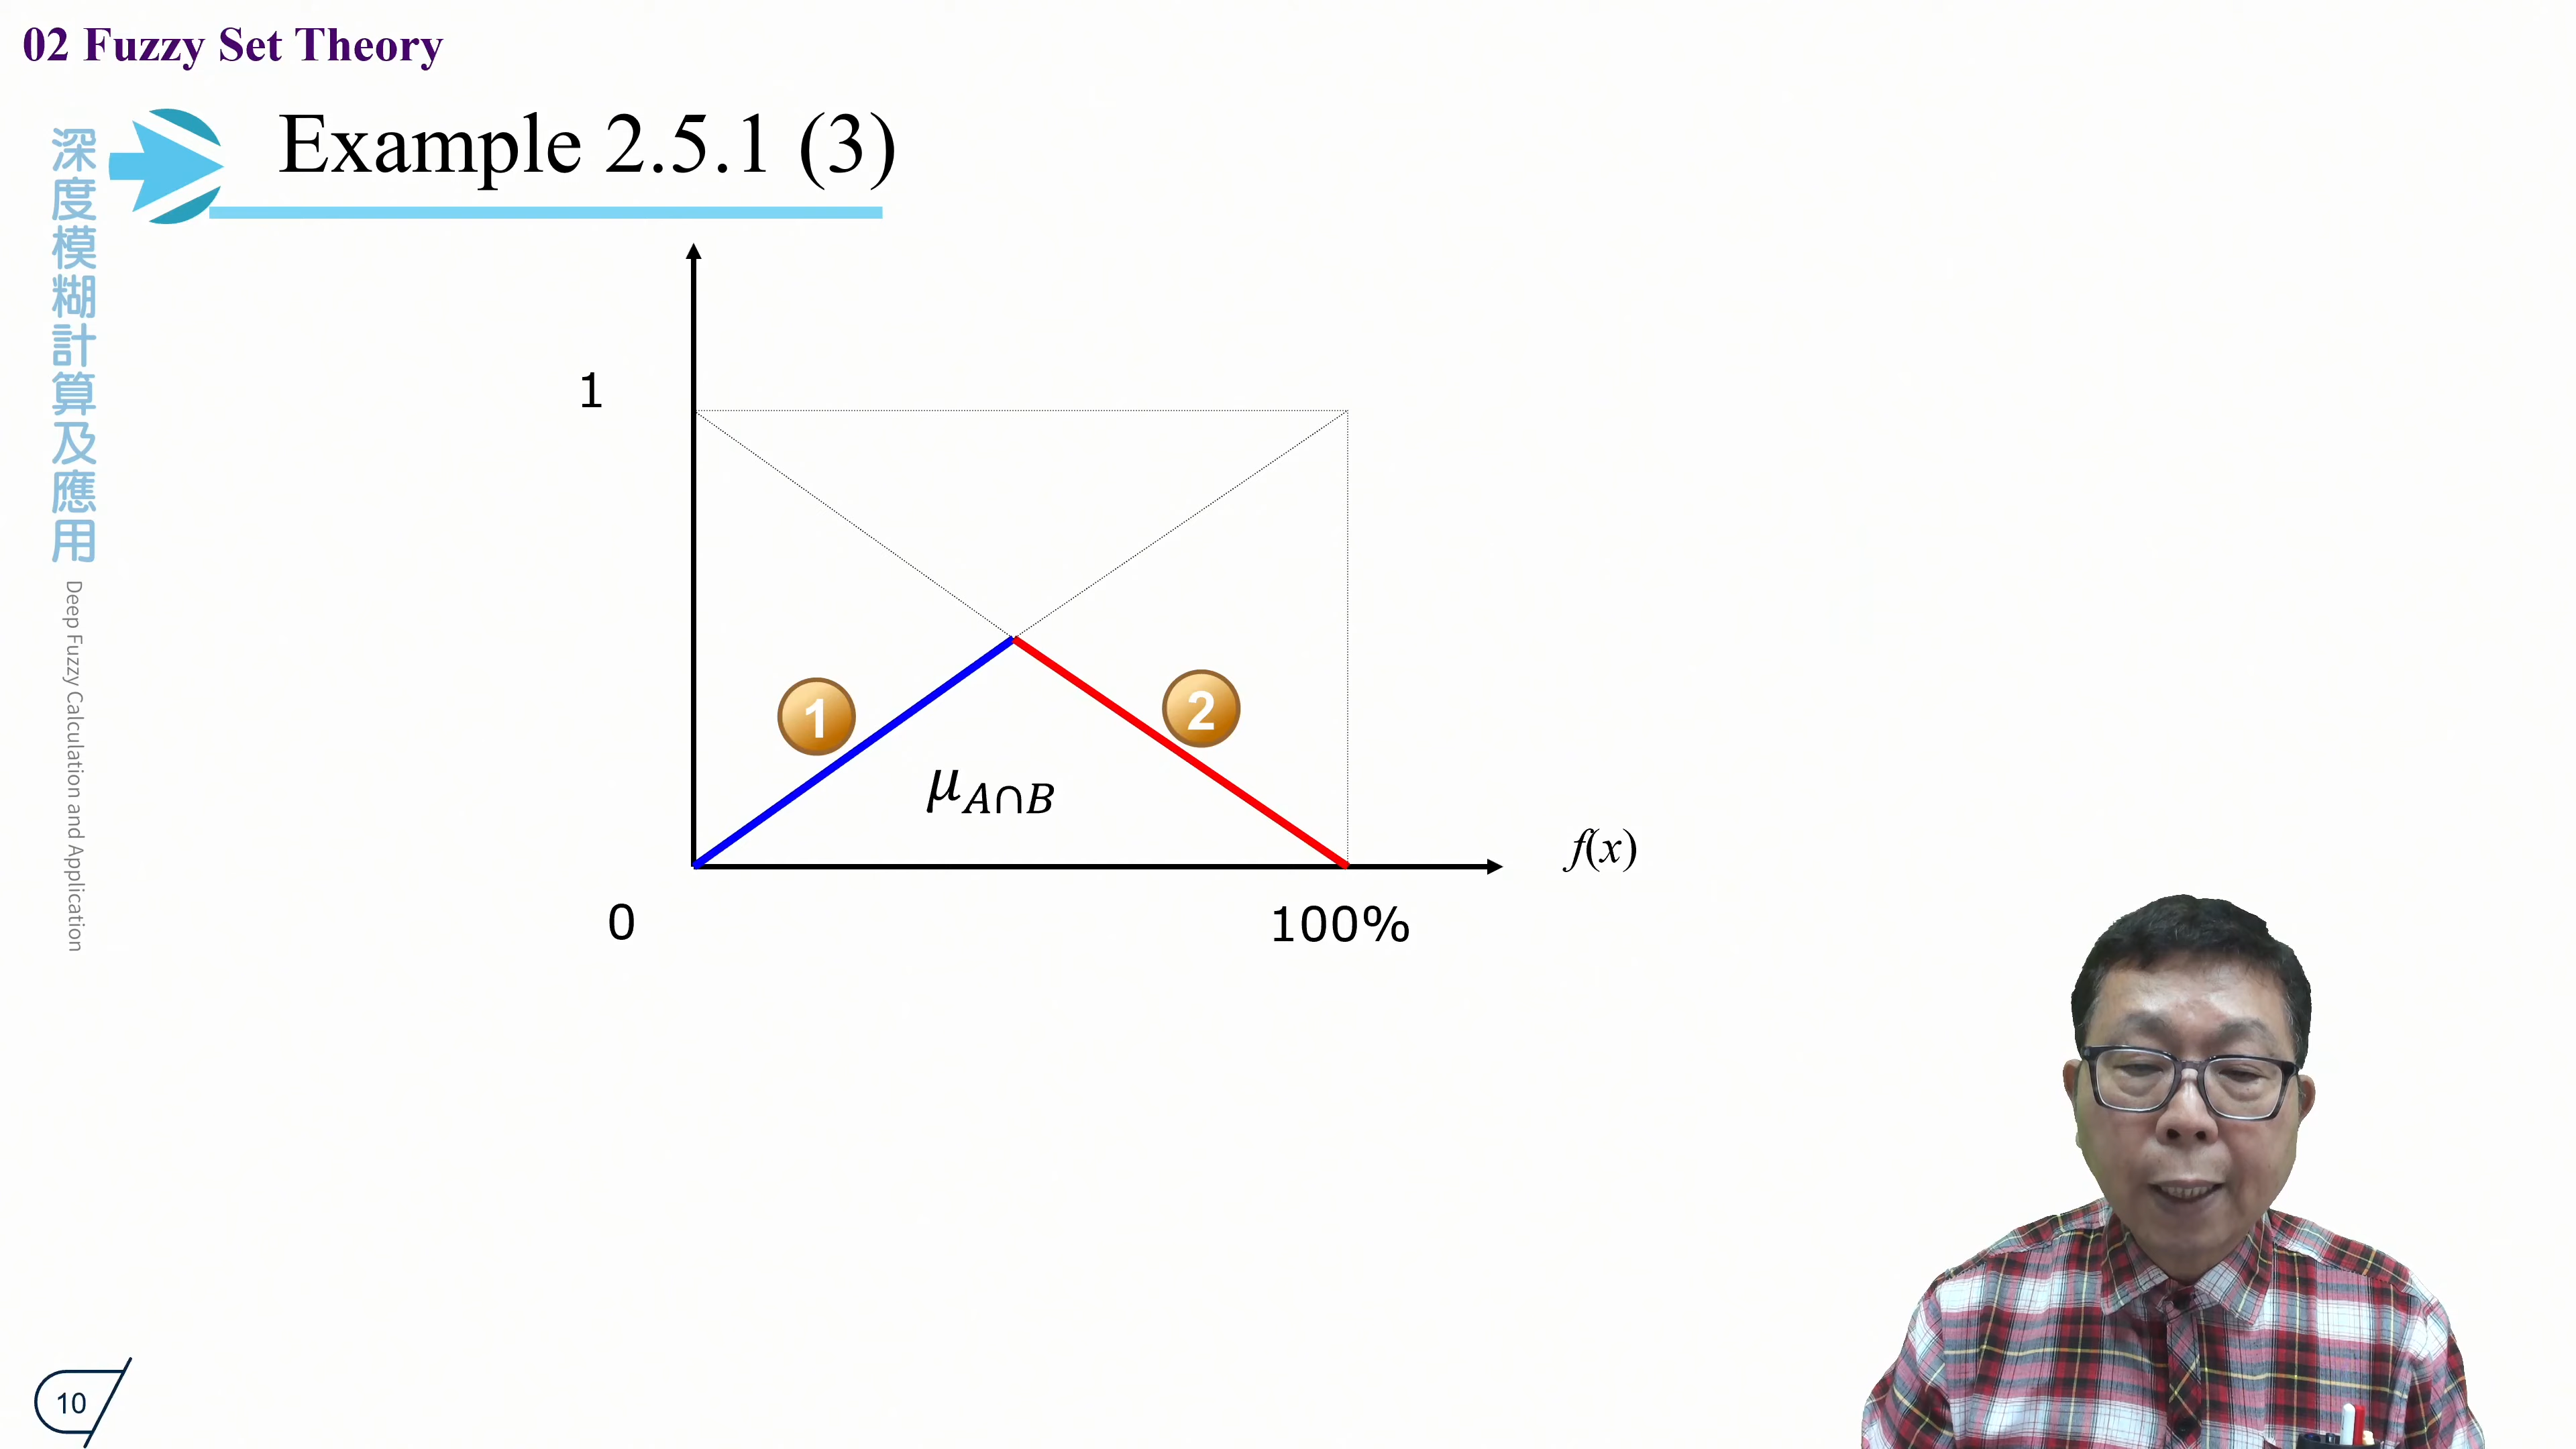 02 Fuzzy Set Theory
Example 2.5.1 (3)
深度模糊計算及應用
Deep Fuzzy Calculation and Application
1
1
2
μA∩B
f(x)
0
100%
10